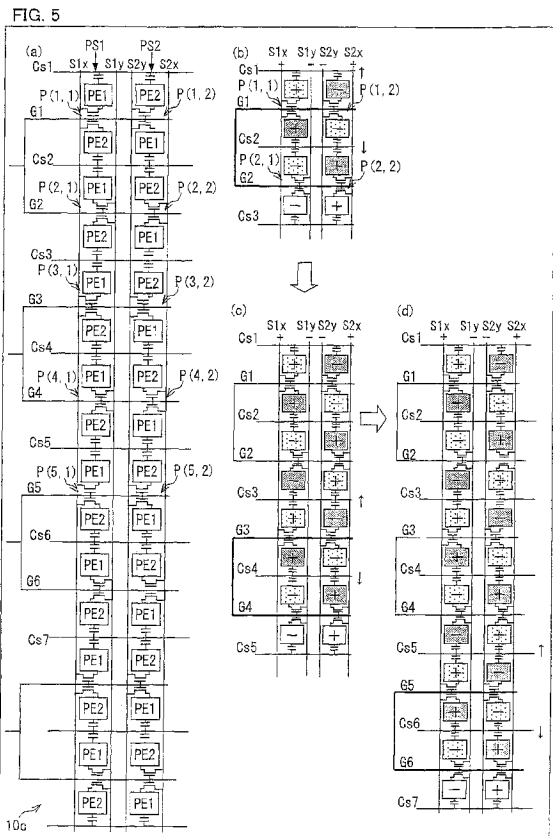 FIG. 5
(a)
PS1 PS2
S1x S1y S2y S2x
Cs1
PE1 PE2
P(1, 1) P(1, 2)
G1
PE2 PE1
Cs2
PE1 PE2
P(2, 1) P(2, 2)
G2
PE2 PE1
Cs3
P(3, 1) PE1 PE2 P(3, 2)
G3
PE2 PE1
Cs4
P(4, 1) PE1 PE2 P(4, 2)
G4
PE2 PE1
Cs5
P(5, 1) PE1 PE2 P(5, 2)
G5
PE2 PE1
Cs6
PE1 PE2
G6
PE2 PE1
Cs7
PE1 PE2
PE2 PE1
PE1 PE2
PE2 PE1
10c
(b)
S1x S1y S2y S2x
+ - - +
Cs1 ↑
P(1, 1) P(1, 2)
G1
Cs2 ↓
P(2, 1) P(2, 2)
G2
- +
Cs3
(c)
S1x S1y S2y S2x
+ - - +
Cs1
G1
Cs2
G2
Cs3 ↑
G3
Cs4 ↓
G4
- +
Cs5
(d)
S1x S1y S2y S2x
+ - - +
Cs1
G1
Cs2
G2
Cs3
G3
Cs4
G4
Cs5 ↑
G5
Cs6 ↓
G6
- +
Cs7